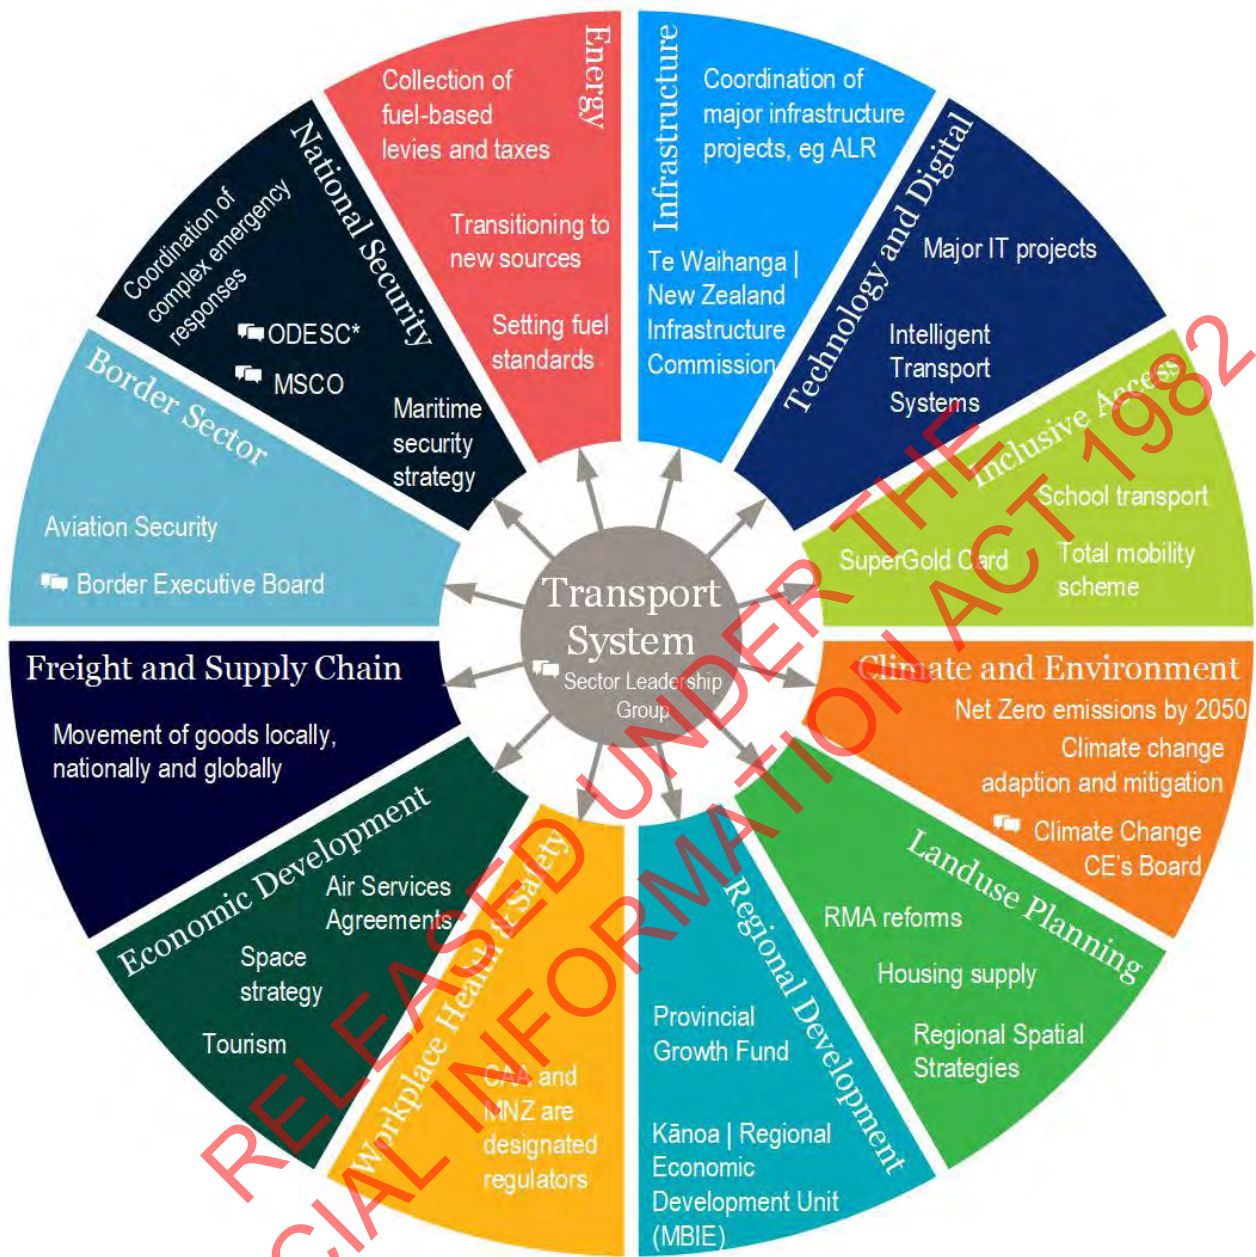 Energy
Collection of
fuel-based
levies and taxes
Transitioning to
new sources
Setting fuel
standards
Infrastructure
Coordination of
major infrastructure
projects, eg ALR
Te Waihanga |
New Zealand
Infrastructure
Commission
Technology and Digital
Major IT projects
Intelligent
Transport
Systems
Inclusive Access
School transport
SuperGold Card
Total mobility
scheme
Climate and Environment
Net Zero emissions by 2050
Climate change
adaption and mitigation
Climate Change
CE's Board
Landuse Planning
RMA reforms
Housing supply
Regional Spatial
Strategies
Regional Development
Provincial
Growth Fund
Kānoa | Regional
Economic
Development Unit
(MBIE)
Workplace Health & Safety
CAA and
MNZ are
designated
regulators
Economic Development
Air Services
Agreements
Space
strategy
Tourism
Freight and Supply Chain
Movement of goods locally,
nationally and globally
Border Sector
Aviation Security
Border Executive Board
National Security
Coordination of
complex emergency
responses
ODESC*
MSCO
Maritime
security
strategy
Transport
System
Sector Leadership
Group
RELEASED UNDER THE
CIAL INFORMATION ACT 1982